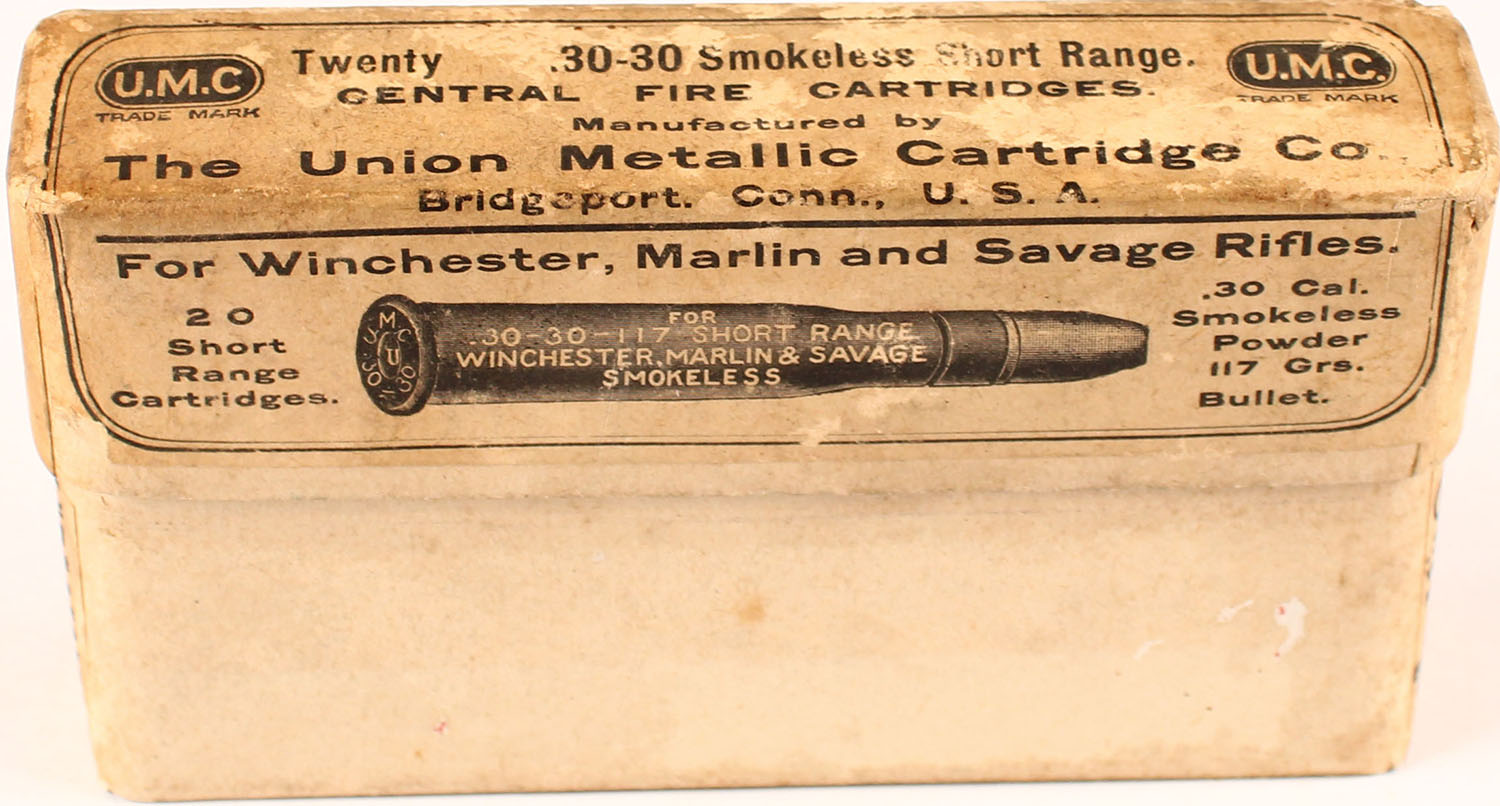 U.M.C
TRADE MARK
Twenty .30-30 Smokeless Short Range.
U.M.C.
TRADE MARK
CENTRAL FIRE CARTRIDGES.
Manufactured by
The Union Metallic Cartridge Co.,
Bridgeport. Conn., U. S. A.
For Winchester, Marlin and Savage Rifles.
20
Short
Range
Cartridges.
U M C
U
30-30
FOR
.30-30-117 SHORT RANGE
WINCHESTER, MARLIN & SAVAGE
SMOKELESS
.30 Cal.
Smokeless
Powder
117 Grs.
Bullet.